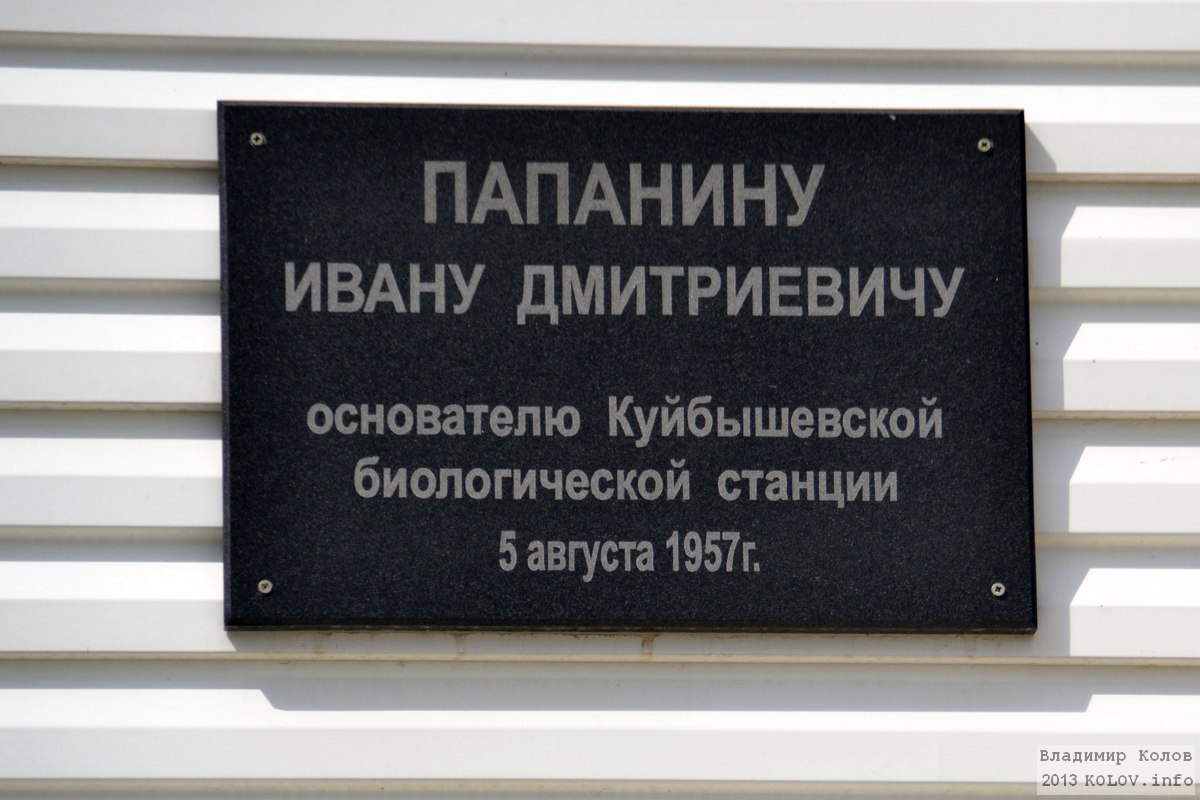 ПАПАНИНУ
ИВАНУ ДМИТРИЕВИЧУ
основателю Куйбышевской
биологической станции
5 августа 1957г.
Владимир Колов
2013 KOLOV.info